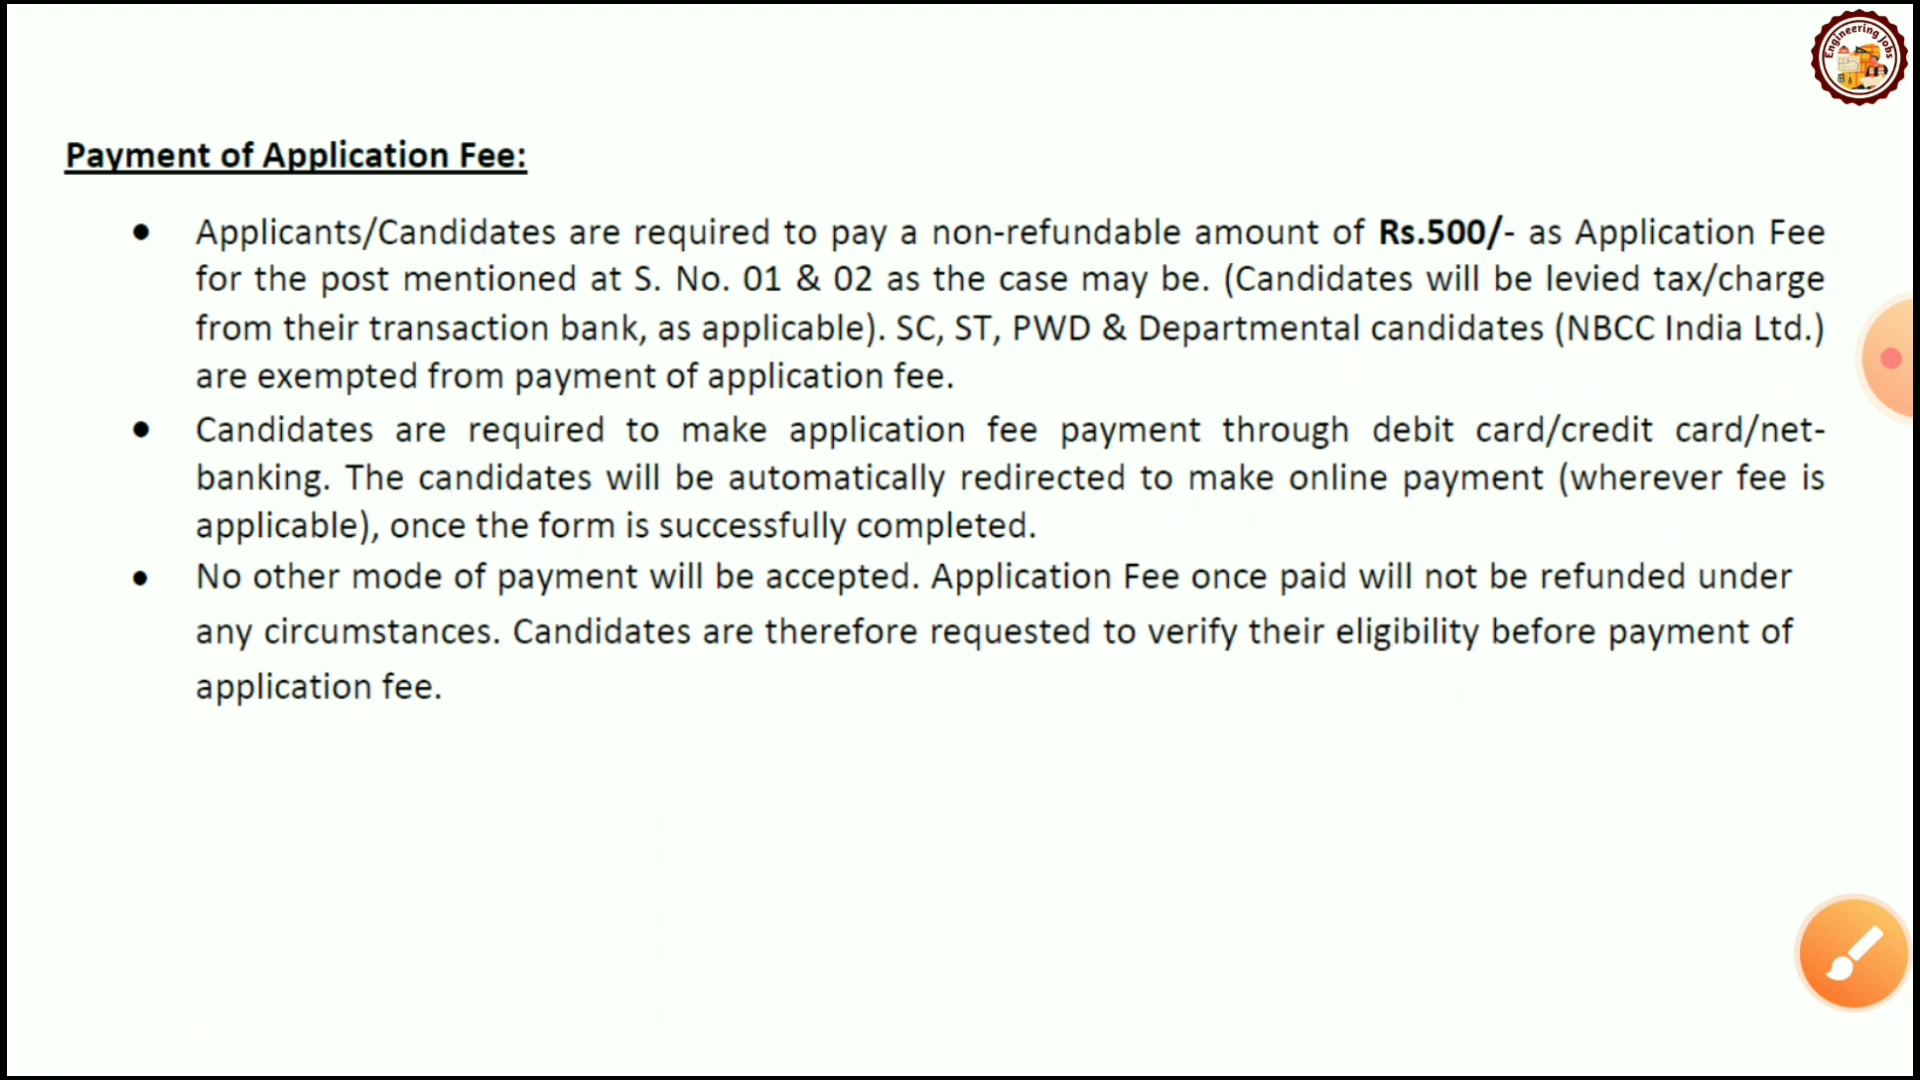 Engineering Jobs
Payment of Application Fee:
● Applicants/Candidates are required to pay a non-refundable amount of Rs.500/- as Application Fee
for the post mentioned at S. No. 01 & 02 as the case may be. (Candidates will be levied tax/charge
from their transaction bank, as applicable). SC, ST, PWD & Departmental candidates (NBCC India Ltd.)
are exempted from payment of application fee.
● Candidates are required to make application fee payment through debit card/credit card/net-
banking. The candidates will be automatically redirected to make online payment (wherever fee is
applicable), once the form is successfully completed.
● No other mode of payment will be accepted. Application Fee once paid will not be refunded under
any circumstances. Candidates are therefore requested to verify their eligibility before payment of
application fee.